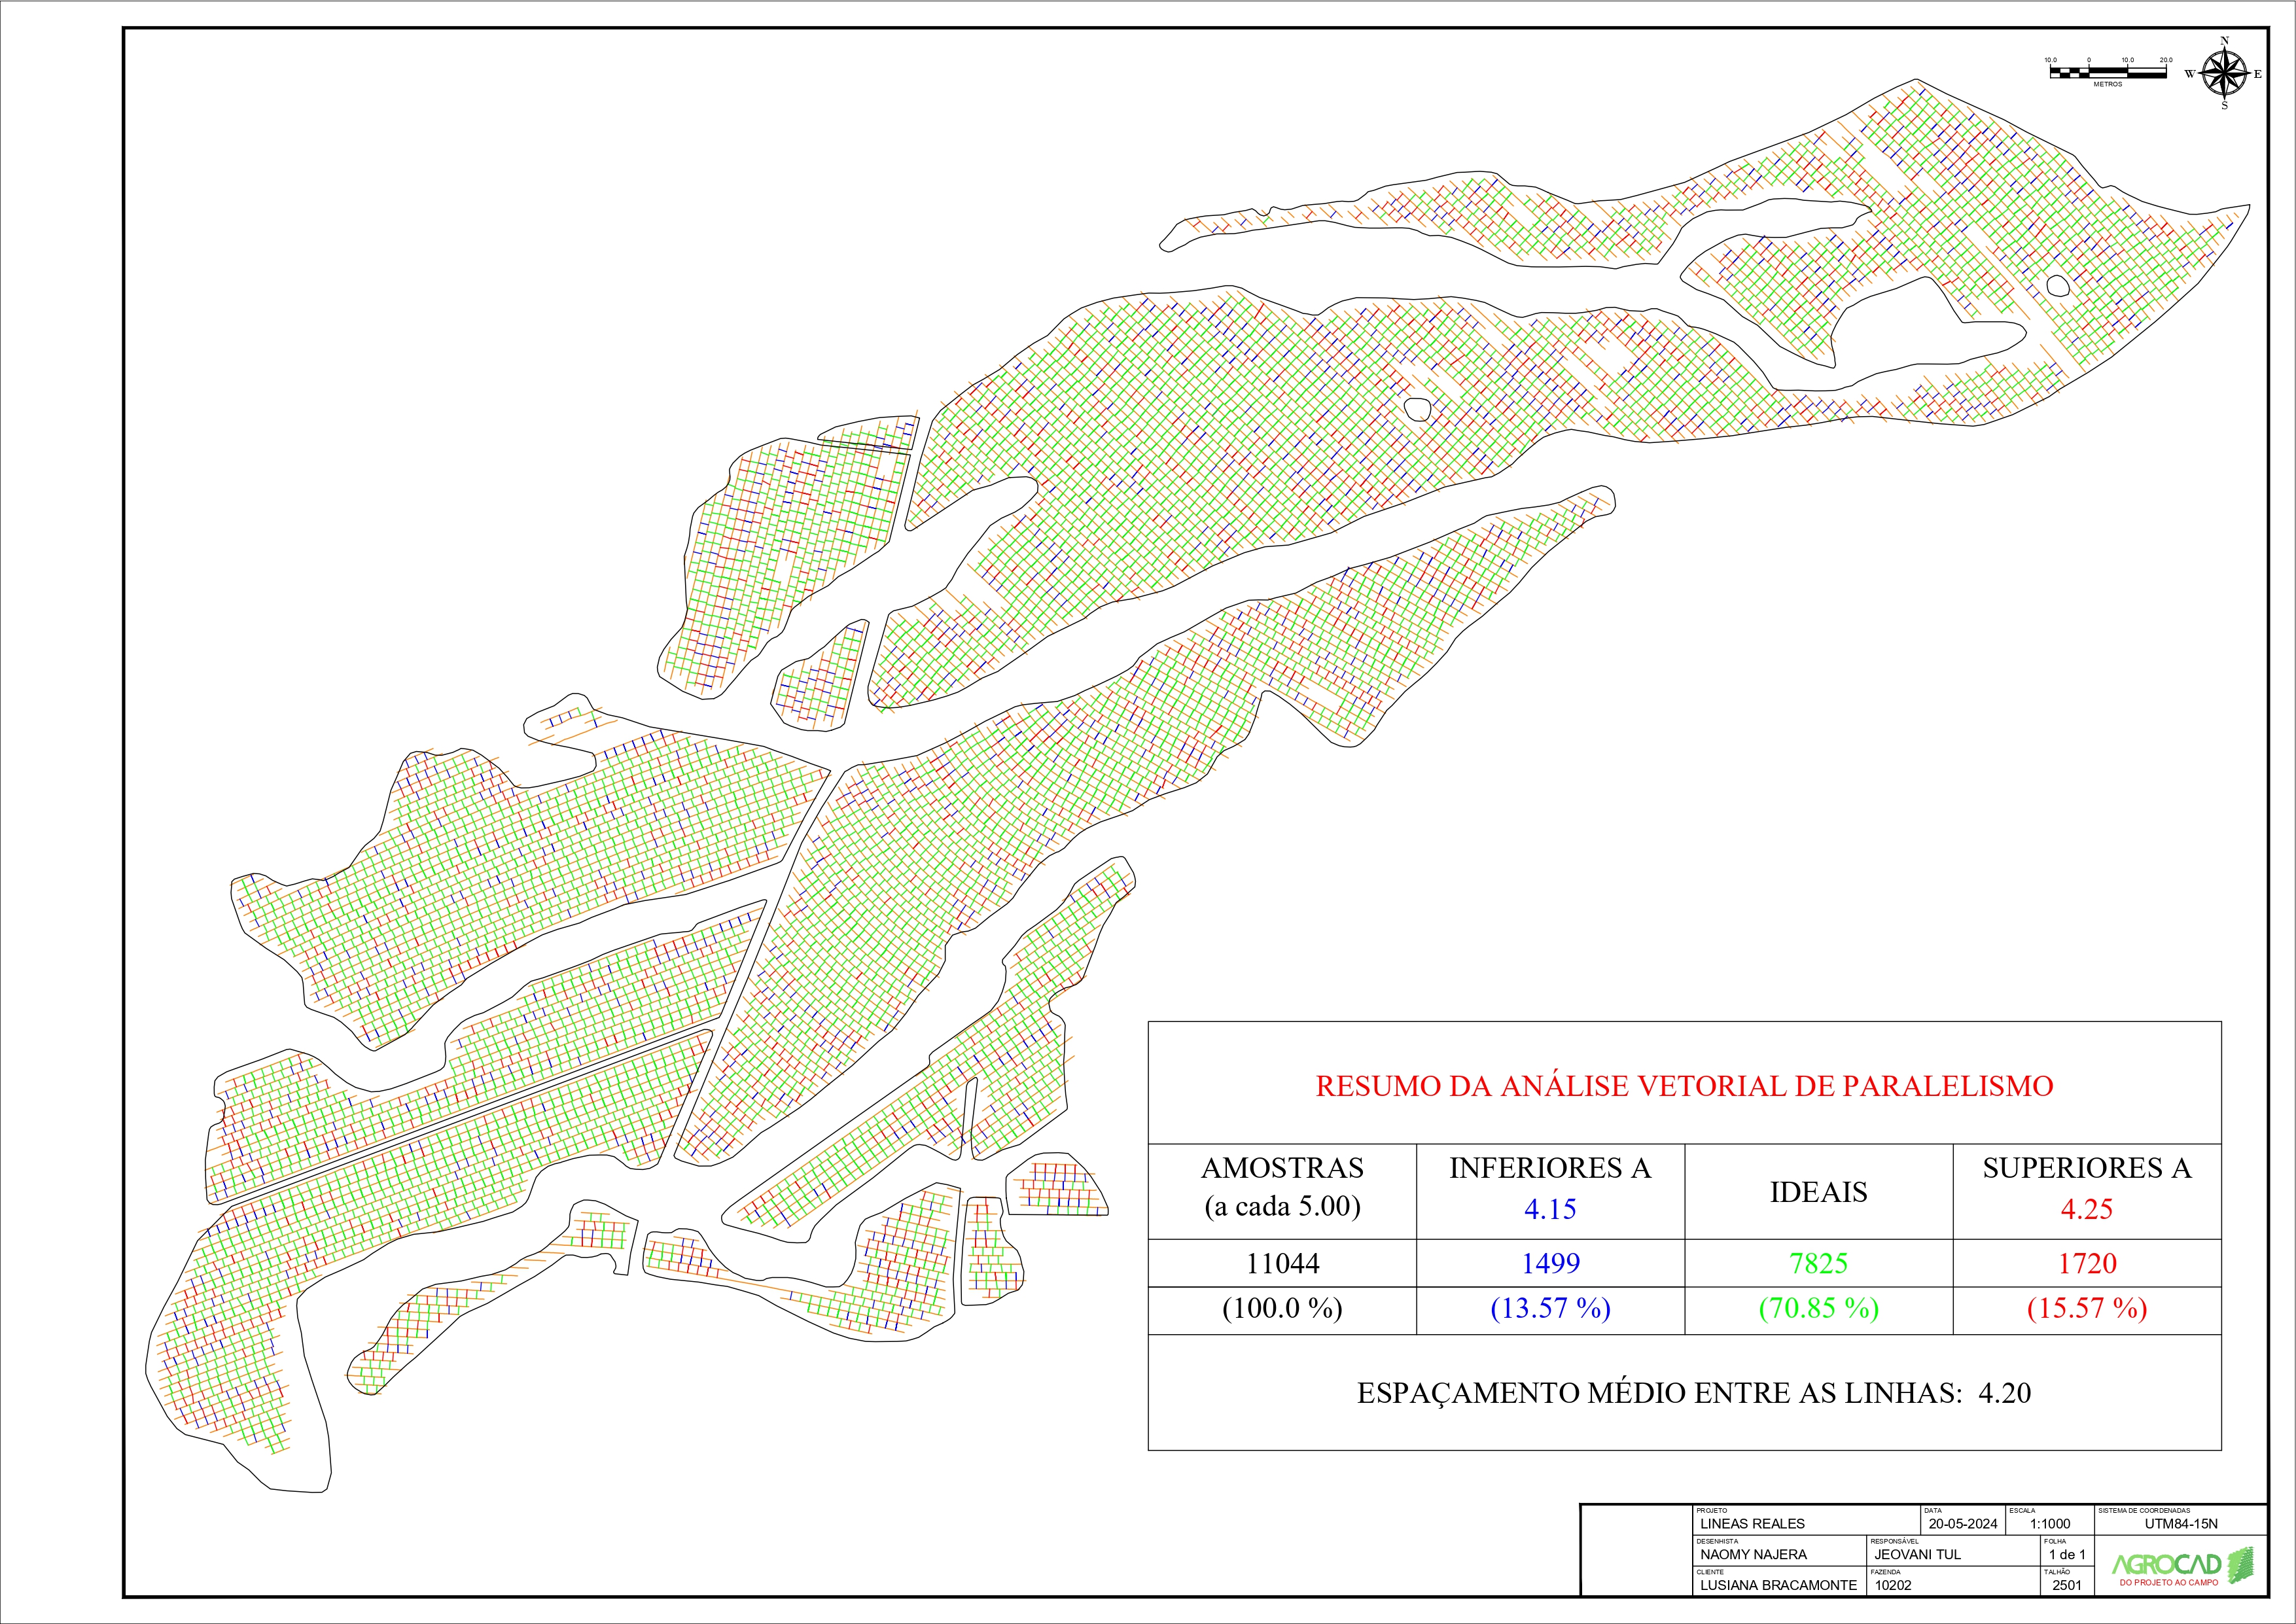 N
10.0 0 10.0 20.0
W E
METROS
S
RESUMO DA ANÁLISE VETORIAL DE PARALELISMO
AMOSTRAS INFERIORES A IDEAIS SUPERIORES A
(a cada 5.00) 4.15 4.25
11044 1499 7825 1720
(100.0 %) (13.57 %) (70.85 %) (15.57 %)
ESPAÇAMENTO MÉDIO ENTRE AS LINHAS: 4.20
PROJETO DATA ESCALA SISTEMA DE COORDENADAS
LINEAS REALES 20-05-2024 1:1000 UTM84-15N
DESENHISTA RESPONSÁVEL FOLHA
NAOMY NAJERA JEOVANI TUL 1 de 1
CLIENTE FAZENDA TALHÃO
LUSIANA BRACAMONTE 10202 2501
AGROCAD
DO PROJETO AO CAMPO